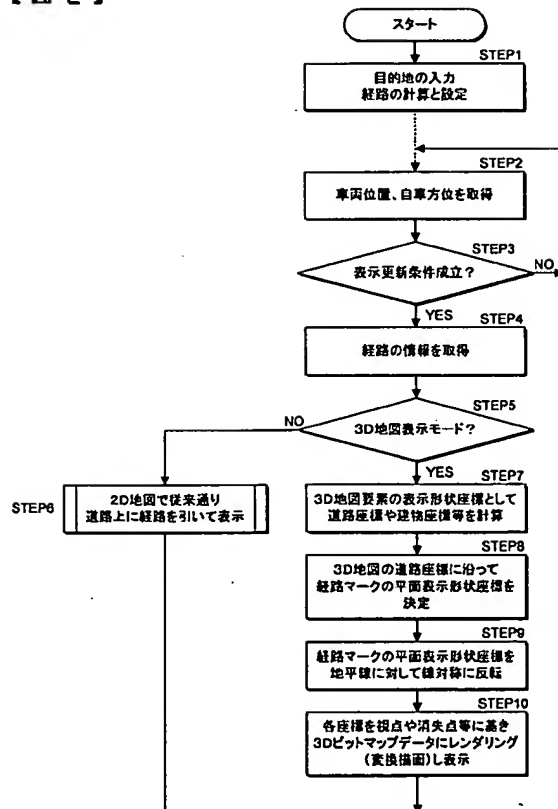 スタート
STEP1
目的地の入力
経路の計算と設定
STEP2
車両位置、自車方位を取得
STEP3
表示更新条件成立？
NO
YES
STEP4
経路の情報を取得
STEP5
3D地図表示モード？
NO
YES
STEP6
2D地図で従来通り
道路上に経路を引いて表示
STEP7
3D地図要素の表示形状座標として
道路座標や建物座標等を計算
STEP8
3D地図の道路座標に沿って
経路マークの平面表示形状座標を
決定
STEP9
経路マークの平面表示形状座標を
地平線に対して線対称に反転
STEP10
各座標を視点や消失点等に基き
3Dビットマップデータにレンダリング
(変換描画)し表示